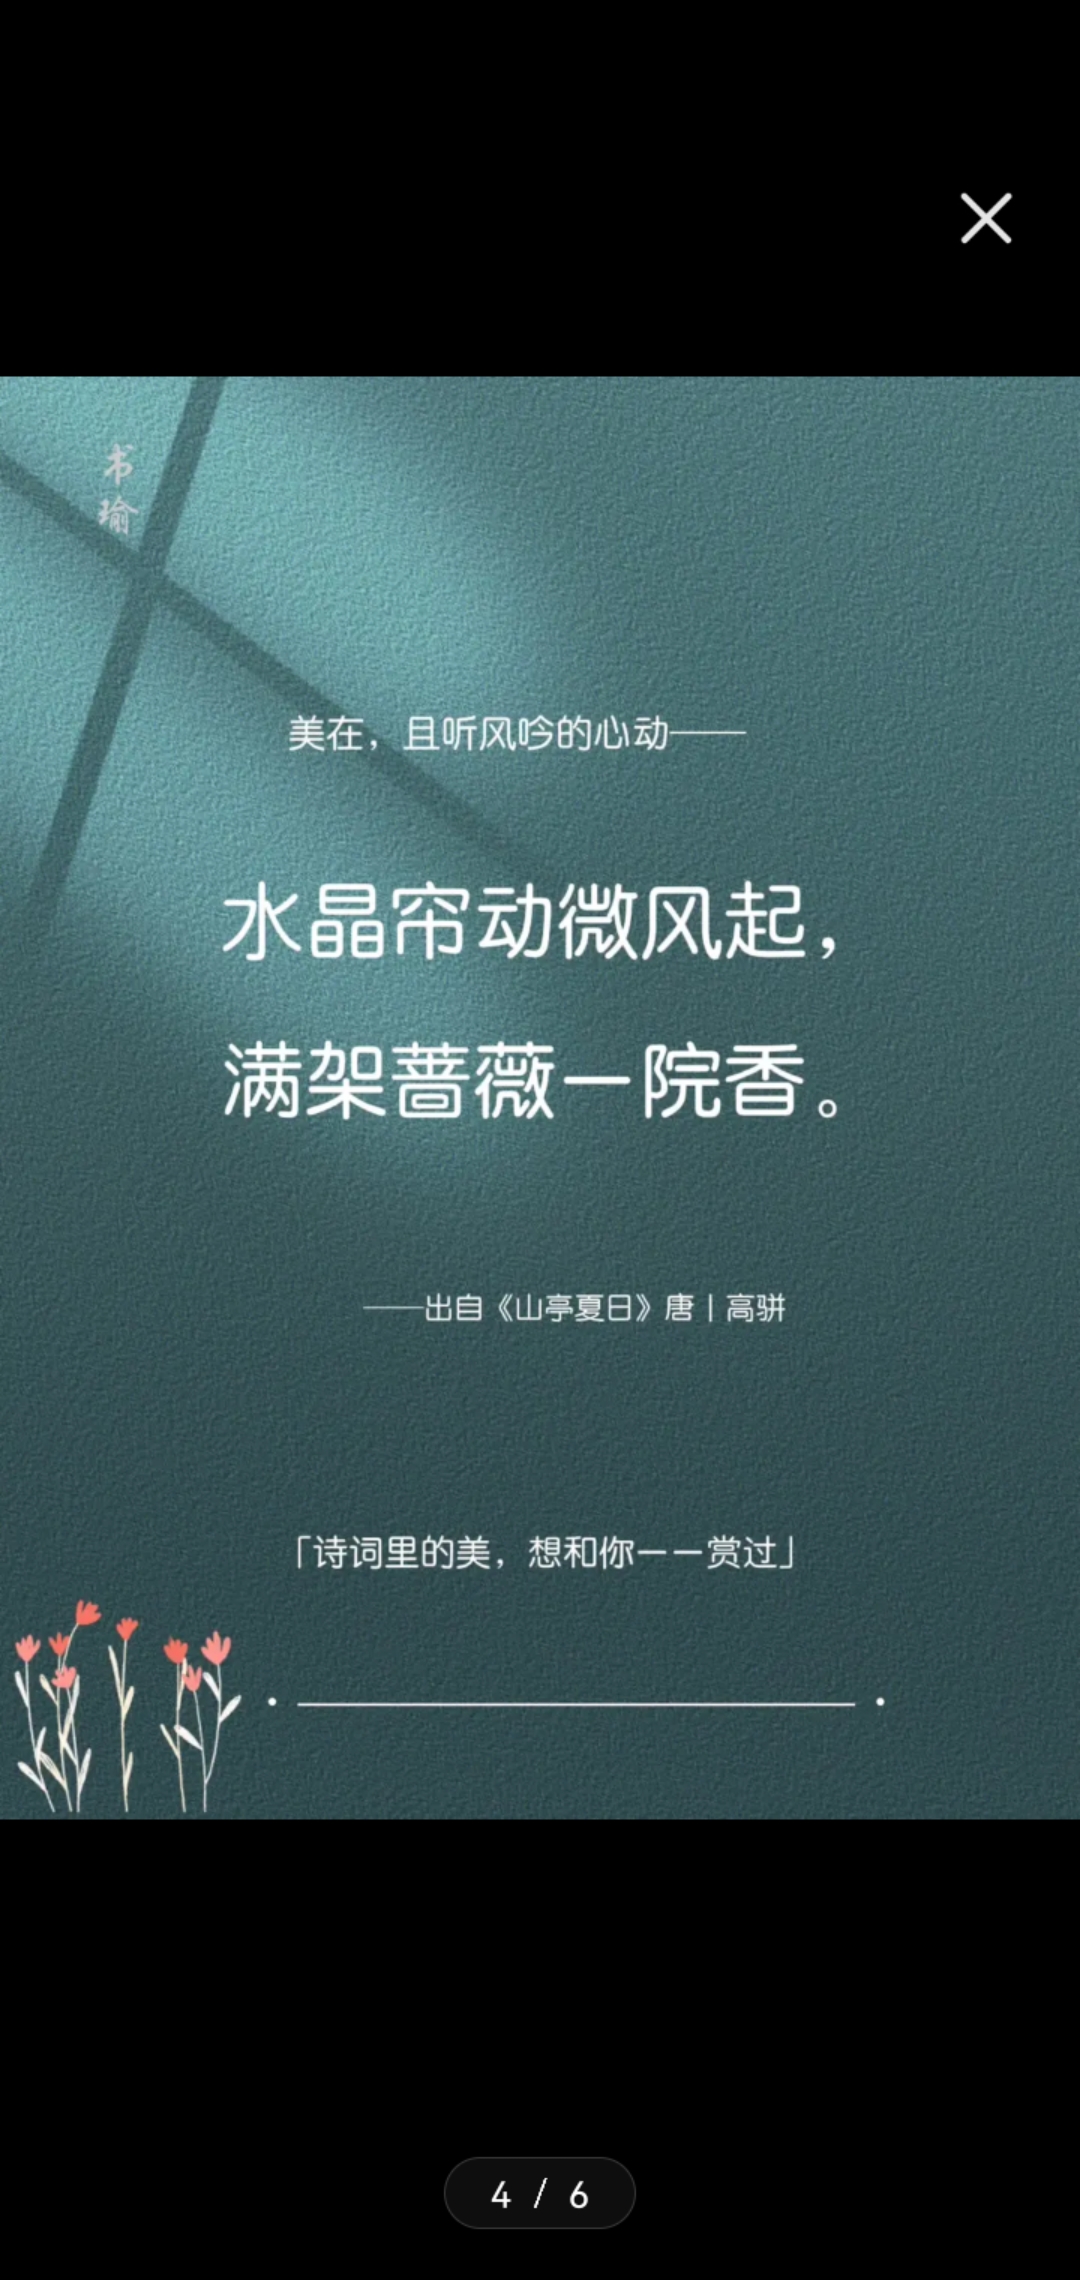 书
瑜
美在，且听风吟的心动——
水晶帘动微风起，
满架蔷薇一院香。
——出自《山亭夏日》唐丨高骈
「诗词里的美，想和你一一赏过」
4 / 6